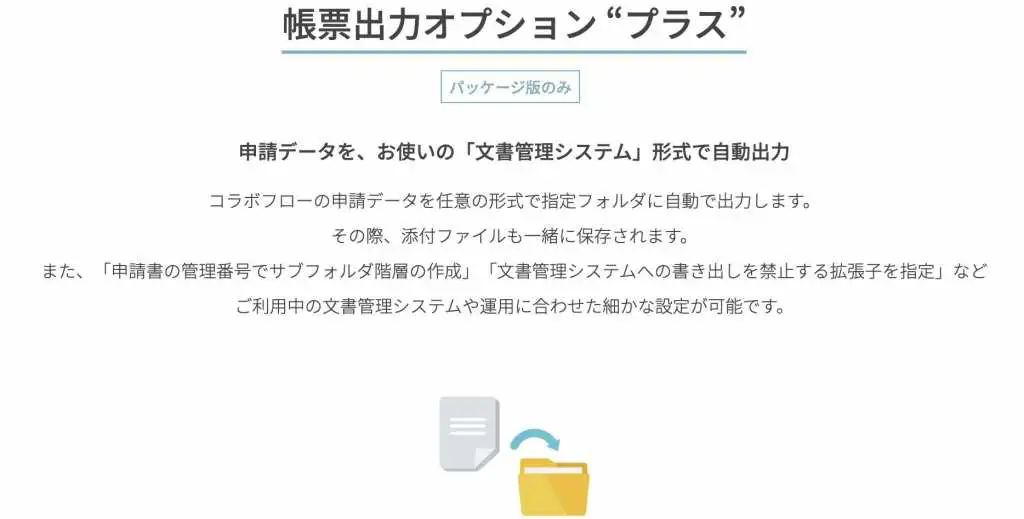 帳票出力オプション “プラス”
パッケージ版のみ
申請データを、お使いの「文書管理システム」形式で自動出力
コラボフローの申請データを任意の形式で指定フォルダに自動で出力します。
その際、添付ファイルも一緒に保存されます。
また、「申請書の管理番号でサブフォルダ階層の作成」「文書管理システムへの書き出しを禁止する拡張子を指定」など
ご利用中の文書管理システムや運用に合わせた細かな設定が可能です。